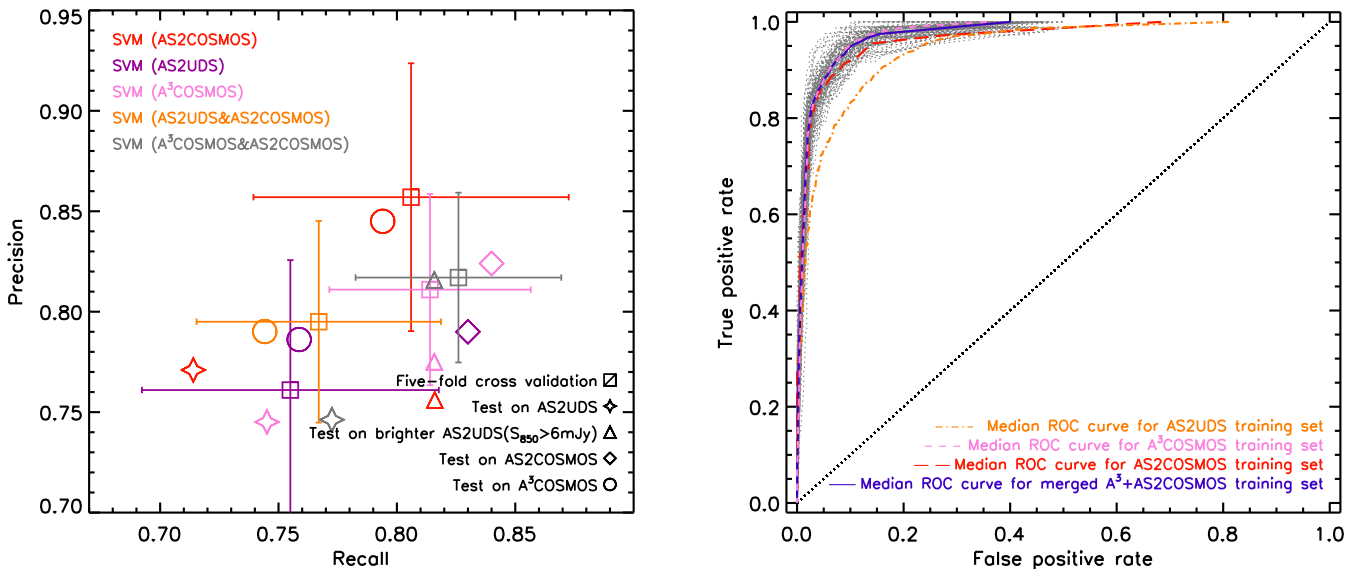 SVM (AS2COSMOS)
SVM (AS2UDS)
SVM (A³COSMOS)
SVM (AS2UDS&AS2COSMOS)
SVM (A³COSMOS&AS2COSMOS)
0.95
0.90
0.85
0.80
0.75
0.70
Precision
Five-fold cross validation
Test on AS2UDS
Test on brighter AS2UDS(S₈₅₀>6mJy)
Test on AS2COSMOS
Test on A³COSMOS
0.70 0.75 0.80 0.85
Recall
1.0
0.8
0.6
0.4
0.2
0.0
True positive rate
Median ROC curve for AS2UDS training set
Median ROC curve for A³COSMOS training set
Median ROC curve for AS2COSMOS training set
Median ROC curve for merged A³+AS2COSMOS training set
0.0 0.2 0.4 0.6 0.8 1.0
False positive rate